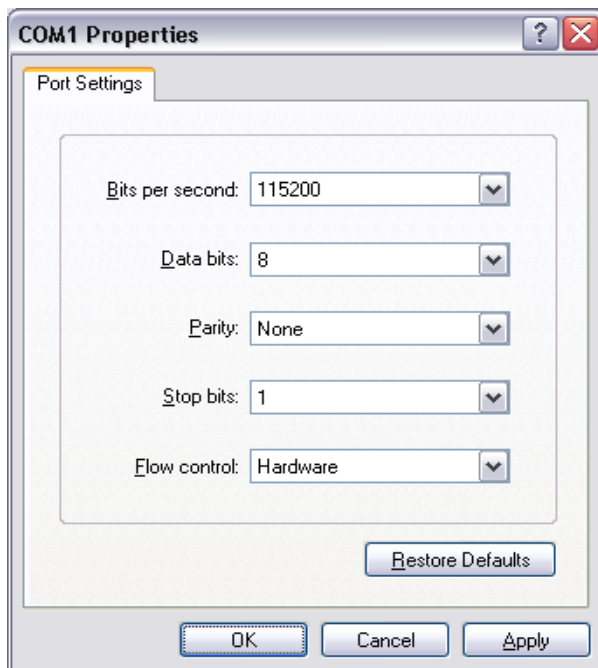 COM1 Properties
Port Settings
Bits per second: 115200
Data bits: 8
Parity: None
Stop bits: 1
Flow control: Hardware
Restore Defaults
OK Cancel Apply